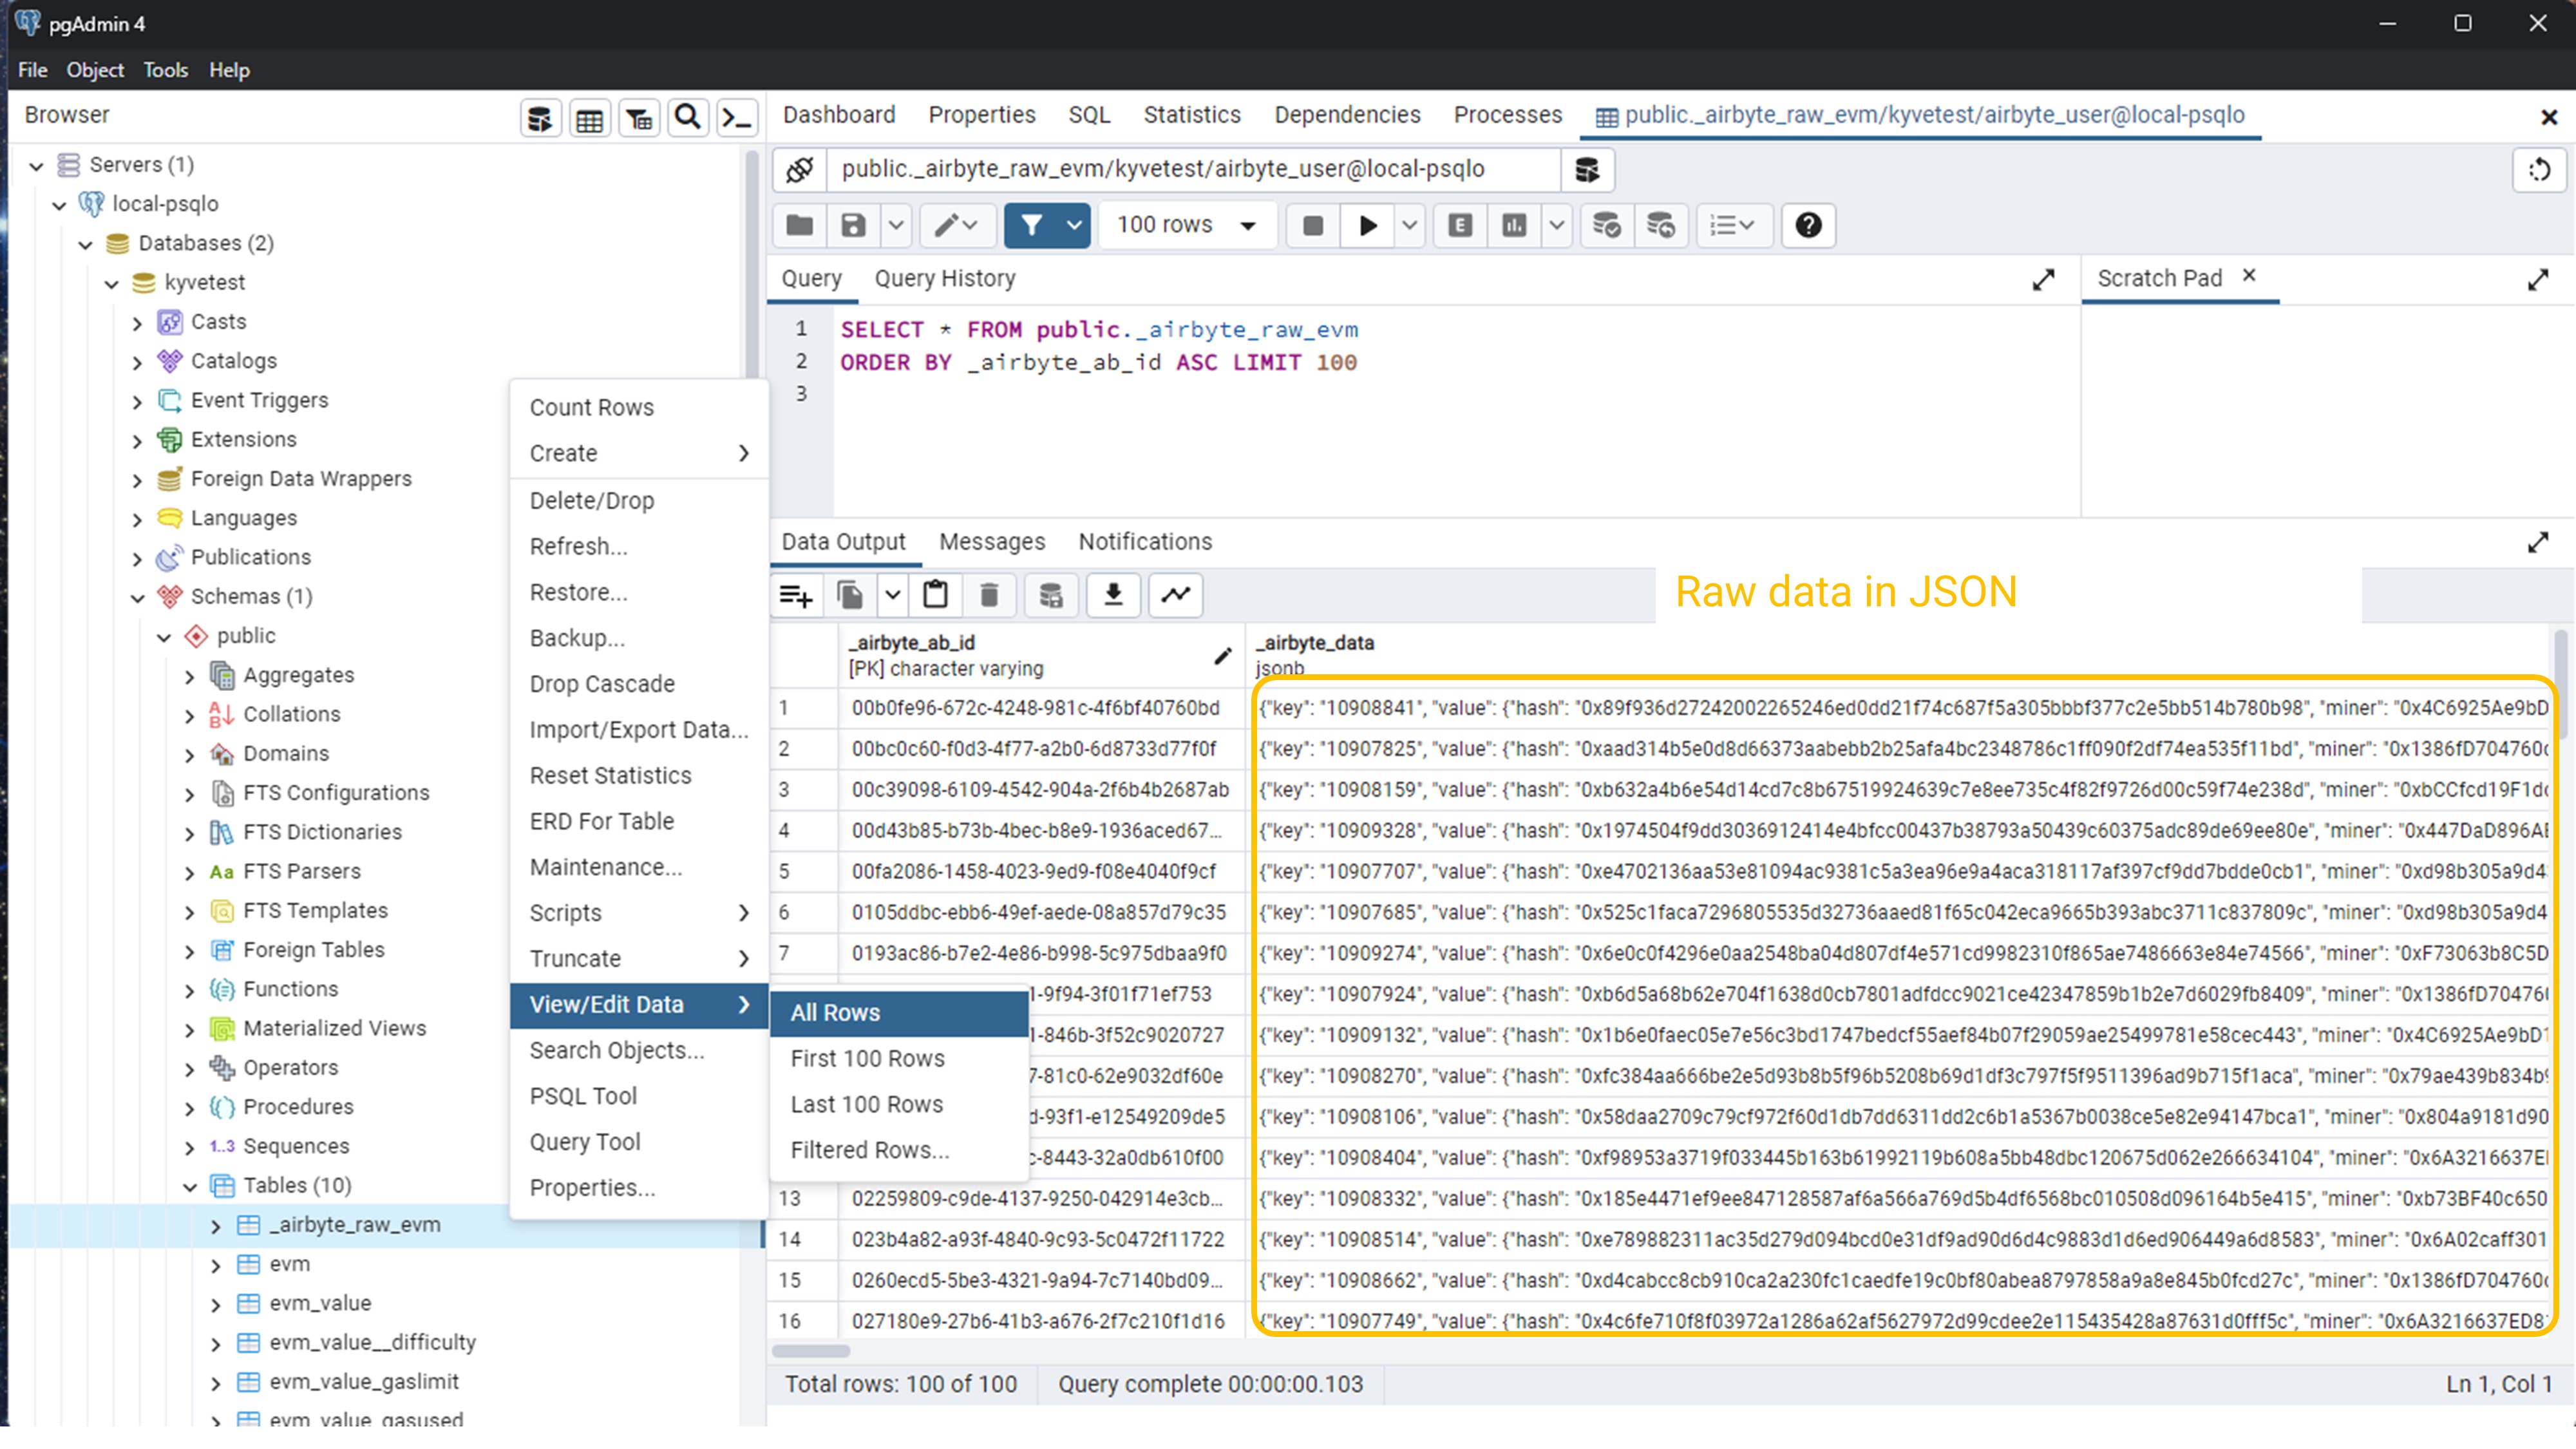 pgAdmin 4
File Object Tools Help
Browser
Servers (1)
local-psqlo
Databases (2)
kyvetest
Casts
Catalogs
Event Triggers
Extensions
Foreign Data Wrappers
Languages
Publications
Schemas (1)
public
Aggregates
Collations
Domains
FTS Configurations
FTS Dictionaries
Aa FTS Parsers
FTS Templates
Foreign Tables
Functions
Materialized Views
Operators
Procedures
1..3 Sequences
Tables (10)
_airbyte_raw_evm
evm
evm_value
evm_value__difficulty
evm_value_gaslimit
evm_value_gasused
Count Rows
Create
Delete/Drop
Refresh...
Restore...
Backup...
Drop Cascade
Import/Export Data...
Reset Statistics
ERD For Table
Maintenance...
Scripts
Truncate
View/Edit Data
Search Objects...
PSQL Tool
Query Tool
Properties...
All Rows
First 100 Rows
Last 100 Rows
Filtered Rows...
Dashboard Properties SQL Statistics Dependencies Processes public._airbyte_raw_evm/kyvetest/airbyte_user@local-psqlo
public._airbyte_raw_evm/kyvetest/airbyte_user@local-psqlo
100 rows
Query Query History
Scratch Pad
1 SELECT * FROM public._airbyte_raw_evm
2 ORDER BY _airbyte_ab_id ASC LIMIT 100
3
Data Output Messages Notifications
Raw data in JSON
_airbyte_ab_id
[PK] character varying
_airbyte_data
jsonb
1 00b0fe96-672c-4248-981c-4f6bf40760bd {"key": "10908841", "value": {"hash": "0x89f936d27242002265246ed0dd21f74c687f5a305bbbf377c2e5bb514b780b98", "miner": "0x4C6925Ae9bD
2 00bc0c60-f0d3-4f77-a2b0-6d8733d77f0f {"key": "10907825", "value": {"hash": "0xaad314b5e0d8d66373aabebb2b25afa4bc2348786c1ff090f2df74ea535f11bd", "miner": "0x1386fD704760
3 00c39098-6109-4542-904a-2f6b4b2687ab {"key": "10908159", "value": {"hash": "0xb632a4b6e54d14cd7c8b67519924639c7e8ee735c4f82f9726d00c59f74e238d", "miner": "0xbCCfcd19F1d
4 00d43b85-b73b-4bec-b8e9-1936aced67... {"key": "10909328", "value": {"hash": "0x1974504f9dd3036912414e4bfcc00437b38793a50439c60375adc89de69ee80e", "miner": "0x447DaD896A
5 00fa2086-1458-4023-9ed9-f08e4040f9cf {"key": "10907707", "value": {"hash": "0xe4702136aa53e81094ac9381c5a3ea96e9a4aca318117af397cf9dd7bdde0cb1", "miner": "0xd98b305a9d4
6 0105ddbc-ebb6-49ef-aede-08a857d79c35 {"key": "10907685", "value": {"hash": "0x525c1faca7296805535d32736aaed81f65c042eca9665b393abc3711c837809c", "miner": "0xd98b305a9d4
7 0193ac86-b7e2-4e86-b998-5c975dbaa9f0 {"key": "10909274", "value": {"hash": "0x6e0c0f4296e0aa2548ba04d807df4e571cd9982310f865ae7486663e84e74566", "miner": "0xF73063b8C5D
1-9f94-3f01f71ef753 {"key": "10907924", "value": {"hash": "0xb6d5a68b62e704f1638d0cb7801adfdcc9021ce42347859b1b2e7d6029fb8409", "miner": "0x1386fD70476
1-846b-3f52c9020727 {"key": "10909132", "value": {"hash": "0x1b6e0faec05e7e56c3bd1747bedcf55aef84b07f29059ae25499781e58cec443", "miner": "0x4C6925Ae9bD1
7-81c0-62e9032df60e {"key": "10908270", "value": {"hash": "0xfc384aa666be2e5d93b8b5f96b5208b69d1df3c797f5f9511396ad9b715f1aca", "miner": "0x79ae439b834b
d-93f1-e12549209de5 {"key": "10908106", "value": {"hash": "0x58daa2709c79cf972f60d1db7dd6311dd2c6b1a5367b0038ce5e82e94147bca1", "miner": "0x804a9181d90
c-8443-32a0db610f00 {"key": "10908404", "value": {"hash": "0xf98953a3719f033445b163b61992119b608a5bb48dbc120675d062e266634104", "miner": "0x6A3216637E
13 02259809-c9de-4137-9250-042914e3cb... {"key": "10908332", "value": {"hash": "0x185e4471ef9ee847128587af6a566a769d5b4df6568bc010508d096164b5e415", "miner": "0xb73BF40c650
14 023b4a82-a93f-4840-9c93-5c0472f11722 {"key": "10908514", "value": {"hash": "0xe789882311ac35d279d094bcd0e31df9ad90d6d4c9883d1d6ed906449a6d8583", "miner": "0x6A02caff301
15 0260ecd5-5be3-4321-9a94-7c7140bd09... {"key": "10908662", "value": {"hash": "0xd4cabcc8cb910ca2a230fc1caedfe19c0bf80abea8797858a9a8e845b0fcd27c", "miner": "0x1386fD704760
16 027180e9-27b6-41b3-a676-2f7c210f1d16 {"key": "10907749", "value": {"hash": "0x4c6fe710f8f03972a1286a62af5627972d99cdee2e115435428a87631d0fff5c", "miner": "0x6A3216637ED8
Total rows: 100 of 100 Query complete 00:00:00.103 Ln 1, Col 1